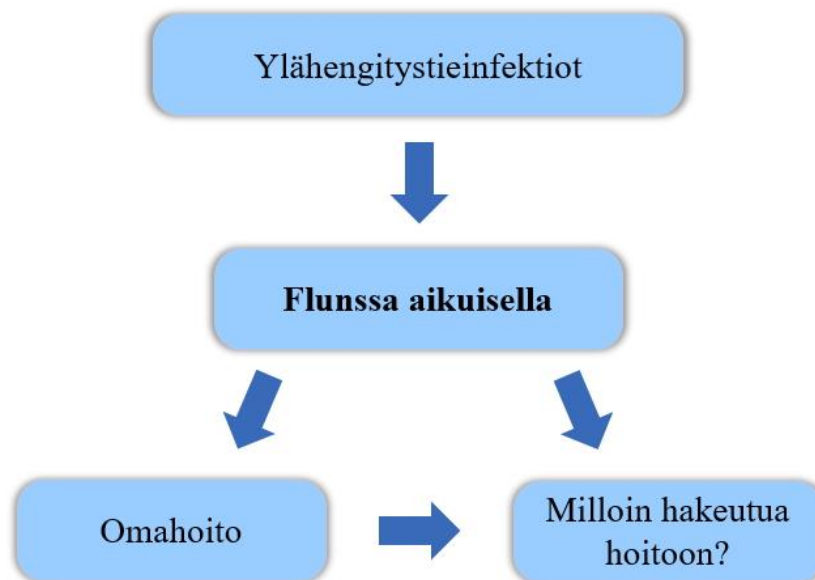 Ylähengitystieinfektiot
Flunssa aikuisella
Omahoito
Milloin hakeutua
hoitoon?